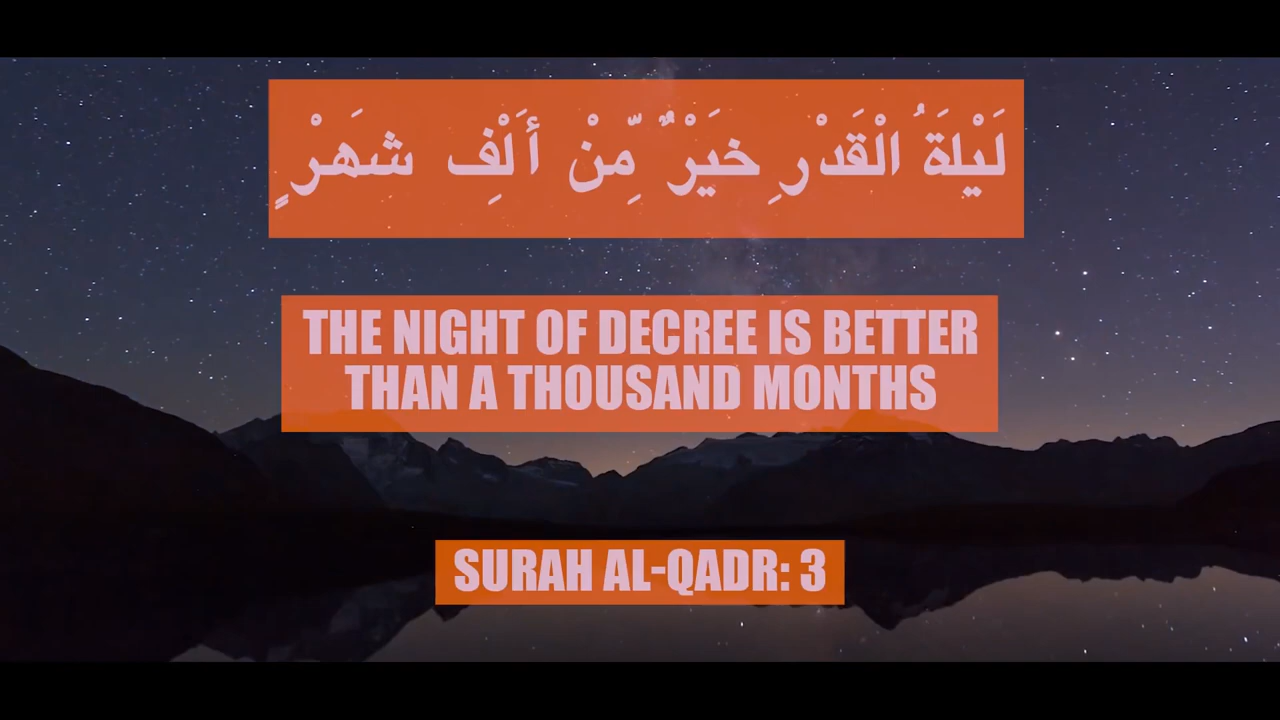 لَيْلَةُ الْقَدْرِ خَيْرٌ مِّنْ أَلْفِ شَهْرٍ
THE NIGHT OF DECREE IS BETTER
THAN A THOUSAND MONTHS
SURAH AL-QADR: 3